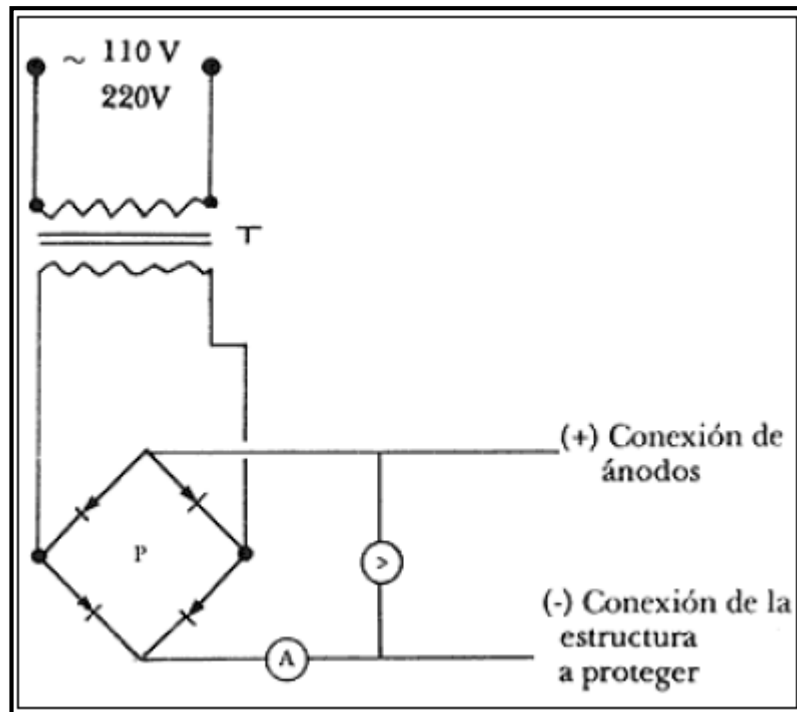 ~ 110 V
220V
T
(+) Conexión de
ánodos
P
V
(-) Conexión de la
estructura
a proteger
A